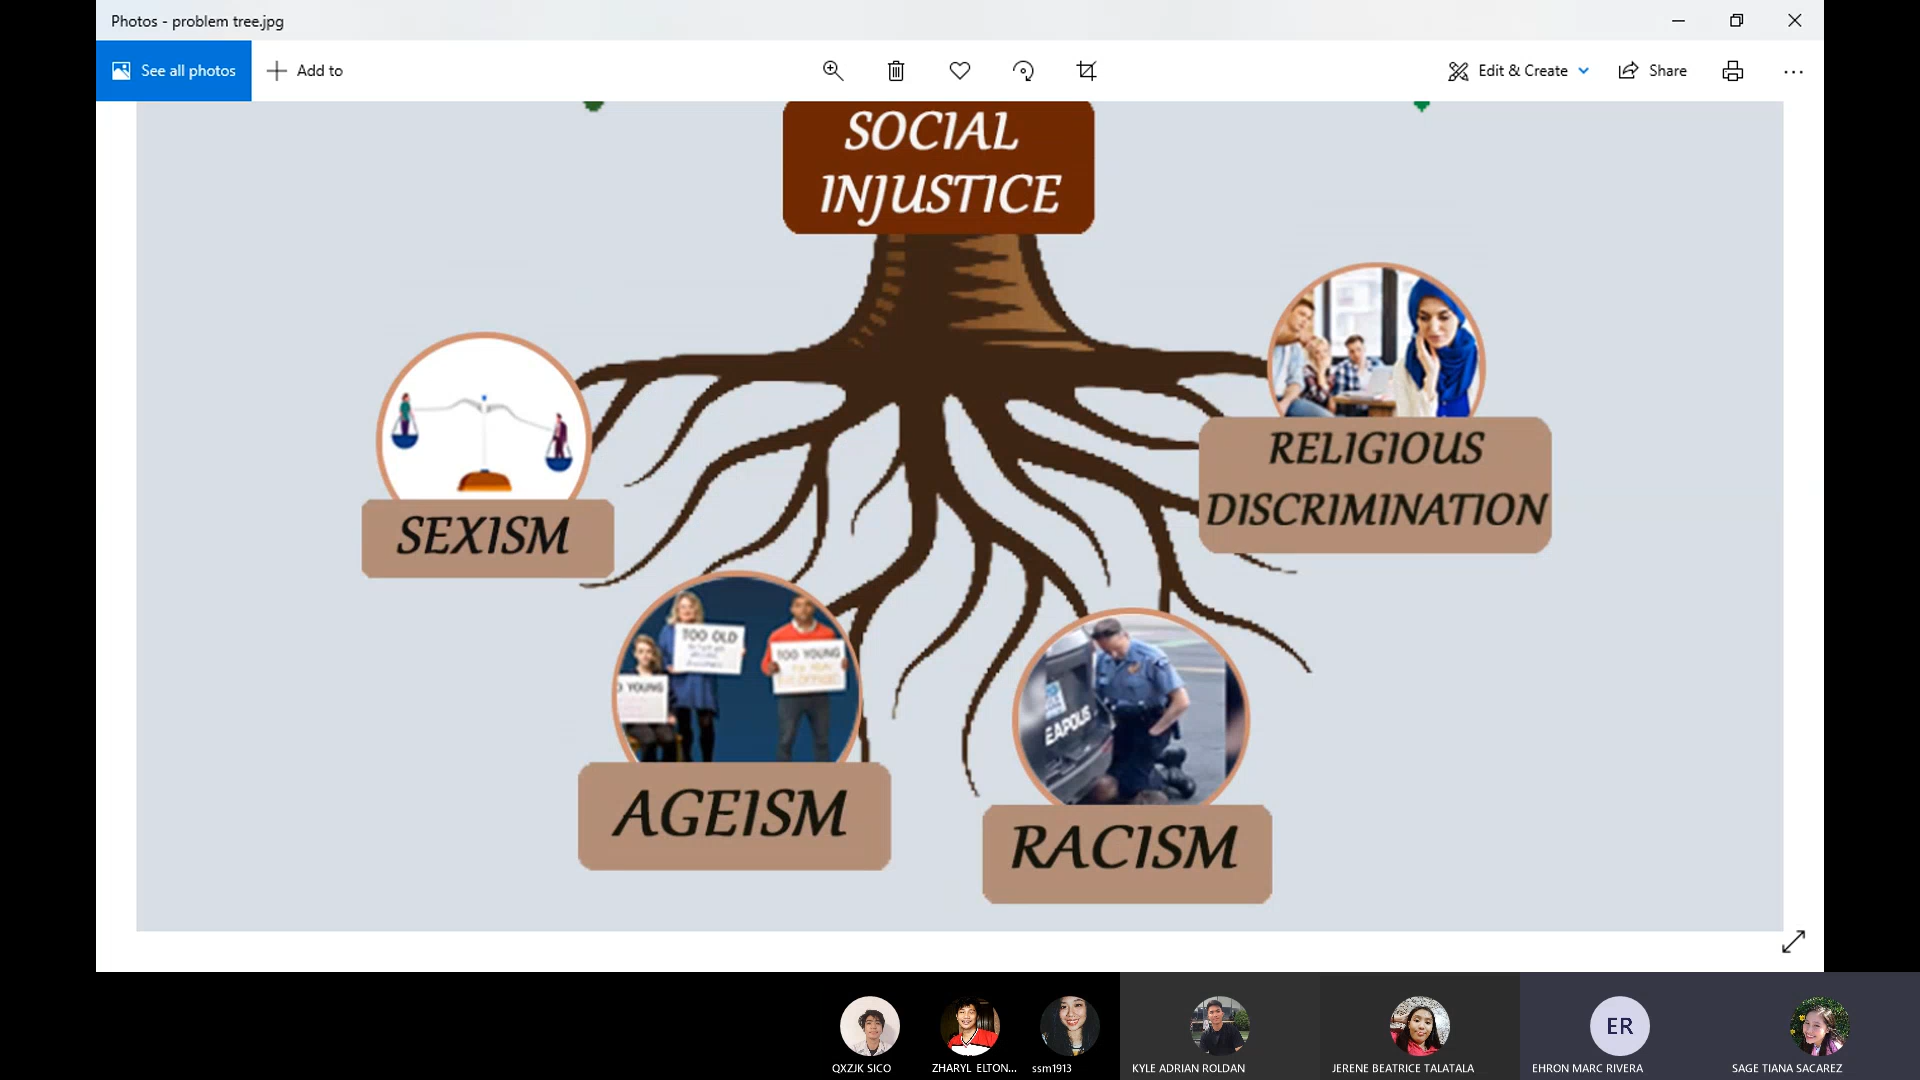 Photos - problem tree.jpg
See all photos
Add to
Edit & Create
Share
SOCIAL
INJUSTICE
RELIGIOUS
DISCRIMINATION
SEXISM
TOO OLD
TOO YOUNG
O YOUNG
EAPOLIS
AGEISM
RACISM
ER
QXZJK SICO
ZHARYL ELTON...
ssm1913
KYLE ADRIAN ROLDAN
JERENE BEATRICE TALATALA
EHRON MARC RIVERA
SAGE TIANA SACAREZ